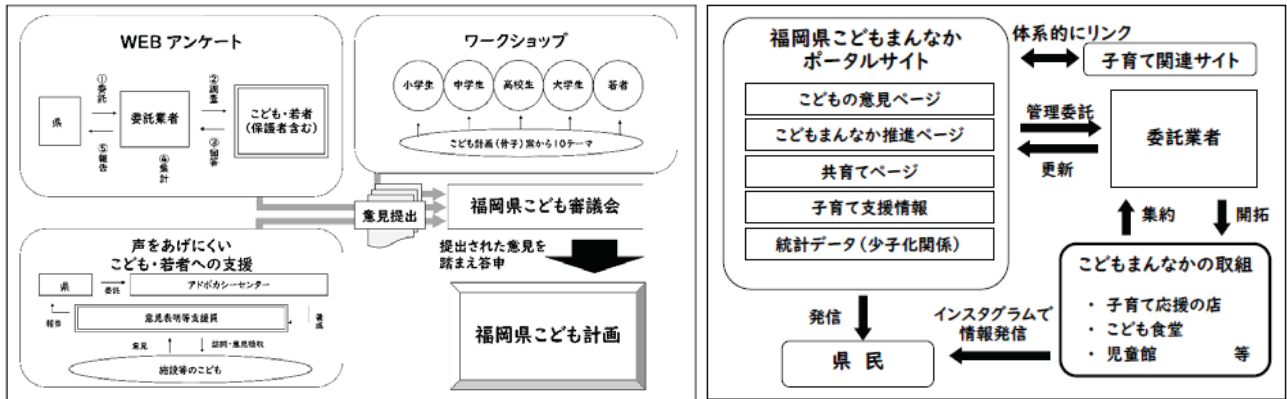 WEBアンケート
県
①委託
⑤報告
委託業者
④集計
②調査
③回答
こども・若者
(保護者含む)
ワークショップ
小学生
中学生
高校生
大学生
若者
こども計画(骨子)案から10テーマ
意見提出
福岡県こども審議会
提出された意見を
踏まえ答申
福岡県こども計画
声をあげにくい
こども・若者への支援
県
委託
アドボカシーセンター
報告
意見表明等支援員
養成
意見
訪問・意見聴取
施設等のこども
福岡県こどもまんなか
ポータルサイト
こどもの意見ページ
こどもまんなか推進ページ
共育てページ
子育て支援情報
統計データ(少子化関係)
体系的にリンク
子育て関連サイト
管理委託
更新
委託業者
集約
開拓
こどもまんなかの取組
・ 子育て応援の店
・ こども食堂
・ 児童館 等
発信
インスタグラムで
情報発信
県 民